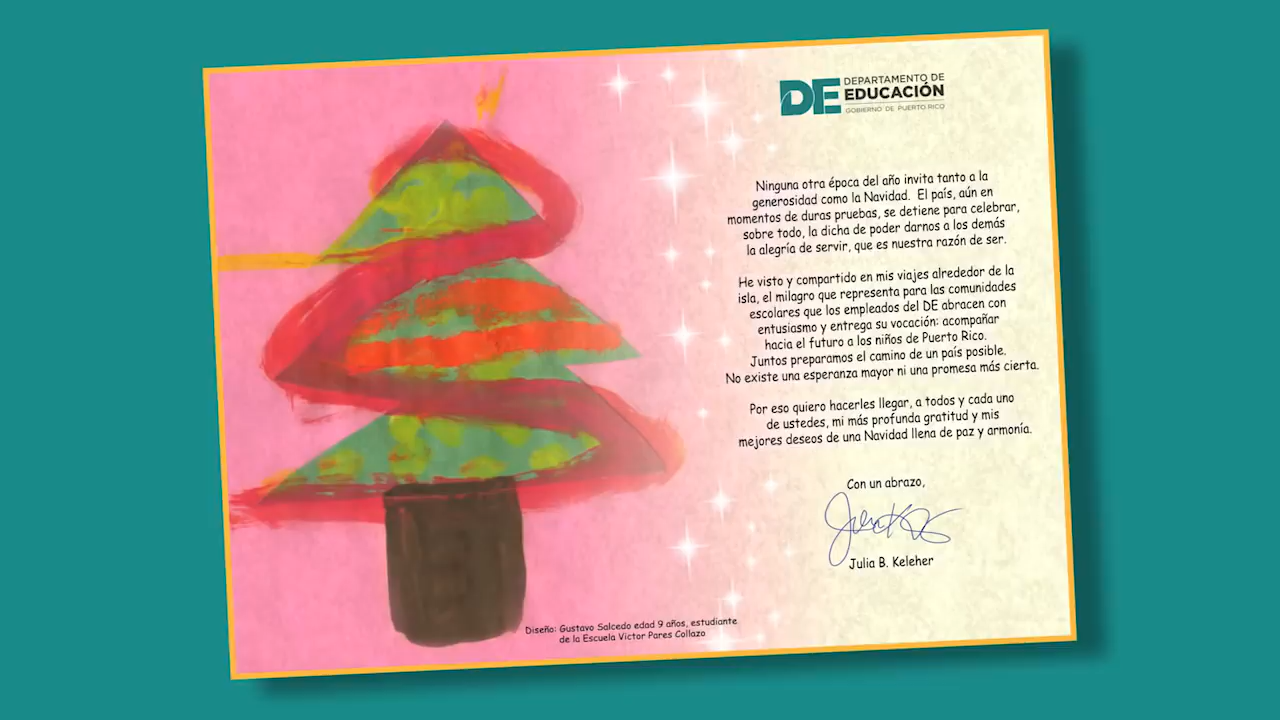 DE DEPARTAMENTO DE
EDUCACIÓN
GOBIERNO DE PUERTO RICO
Ninguna otra época del año invita tanto a la
generosidad como la Navidad. El país, aún en
momentos de duras pruebas, se detiene para celebrar,
sobre todo, la dicha de poder darnos a los demás
la alegría de servir, que es nuestra razón de ser.
He visto y compartido en mis viajes alrededor de la
isla, el milagro que representa para las comunidades
escolares que los empleados del DE abracen con
entusiasmo y entrega su vocación: acompañar
hacia el futuro a los niños de Puerto Rico.
Juntos preparamos el camino de un país posible.
No existe una esperanza mayor ni una promesa más cierta.
Por eso quiero hacerles llegar, a todos y cada uno
de ustedes, mi más profunda gratitud y mis
mejores deseos de una Navidad llena de paz y armonía.
Con un abrazo,
Julia B. Keleher
Diseño: Gustavo Salcedo edad 9 años, estudiante
de la Escuela Victor Pares Collazo